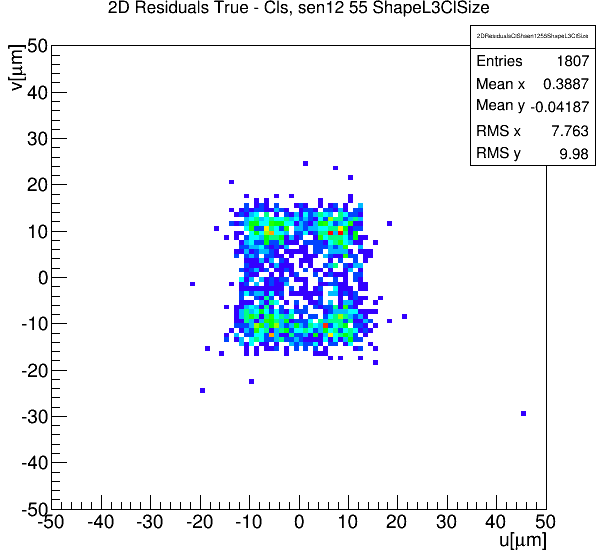 2D Residuals True - Cls, sen12 55 ShapeL3ClSize
2DResidualsClShsen1255ShapeL3ClSize
Entries 1807
Mean x 0.3887
Mean y -0.04187
RMS x 7.763
RMS y 9.98
v[μm]
50
40
30
20
10
0
-10
-20
-30
-40
-50
-50 -40 -30 -20 -10 0 10 20 30 40 50
u[μm]